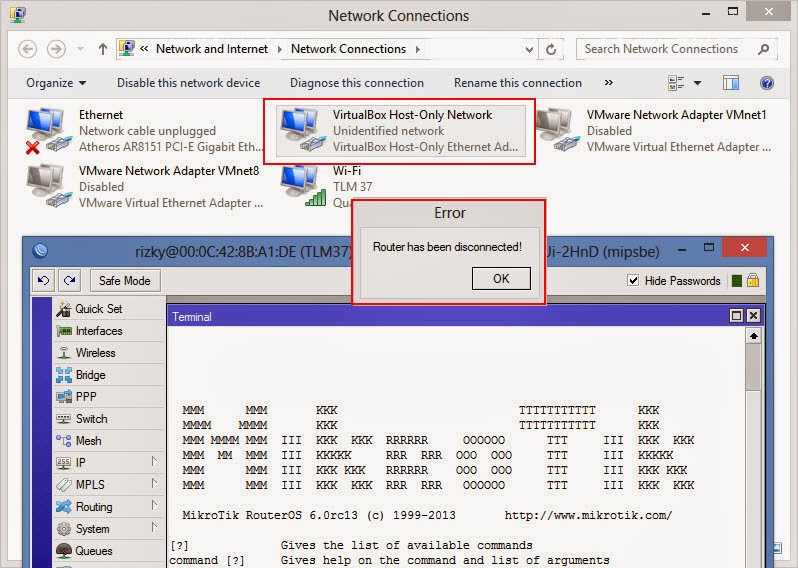 Network Connections
« Network and Internet Network Connections Search Network Connections
Organize Disable this network device Diagnose this connection Rename this connection »
Ethernet
Network cable unplugged
Atheros AR8151 PCI-E Gigabit Eth...
VirtualBox Host-Only Network
Unidentified network
VirtualBox Host-Only Ethernet Ad...
VMware Network Adapter VMnet1
Disabled
VMware Virtual Ethernet Adapter ...
VMware Network Adapter VMnet8
Disabled
VMware Virtual Ethernet Adapter ...
Wi-Fi
TLM 37
Error
Router has been disconnected!
OK
rizky@00:0C:42:8B:A1:DE (TLM37) Ui-2HnD (mipsbe)
Safe Mode Hide Passwords
Quick Set
Interfaces
Wireless
Bridge
PPP
Switch
Mesh
IP
MPLS
Routing
System
Queues
Terminal
MMM MMM KKK TTTTTTTTTTT KKK
MMMM MMMM KKK TTTTTTTTTTT KKK
MMM MMMM MMM III KKK KKK RRRRRR OOOOOO TTT III KKK KKK
MMM MM MMM III KKKKK RRR RRR OOO OOO TTT III KKKKK
MMM MMM III KKK KKK RRRRRR OOO OOO TTT III KKK KKK
MMM MMM III KKK KKK RRR RRR OOOOOO TTT III KKK KKK
MikroTik RouterOS 6.0rc13 (c) 1999-2013 http://www.mikrotik.com/
[?] Gives the list of available commands
command [?] Gives help on the command and list of arguments